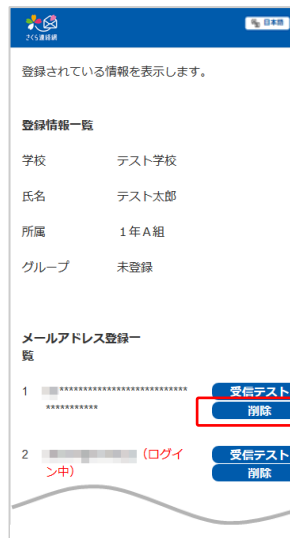 さくら連絡網
日本語
登録されている情報を表示します。
登録情報一覧
学校 テスト学校
氏名 テスト太郎
所属 1年A組
グループ 未登録
メールアドレス登録一
覧
1 **************************** 受信テスト
*********** 削除
2 (ログイ 受信テスト
ン中) 削除